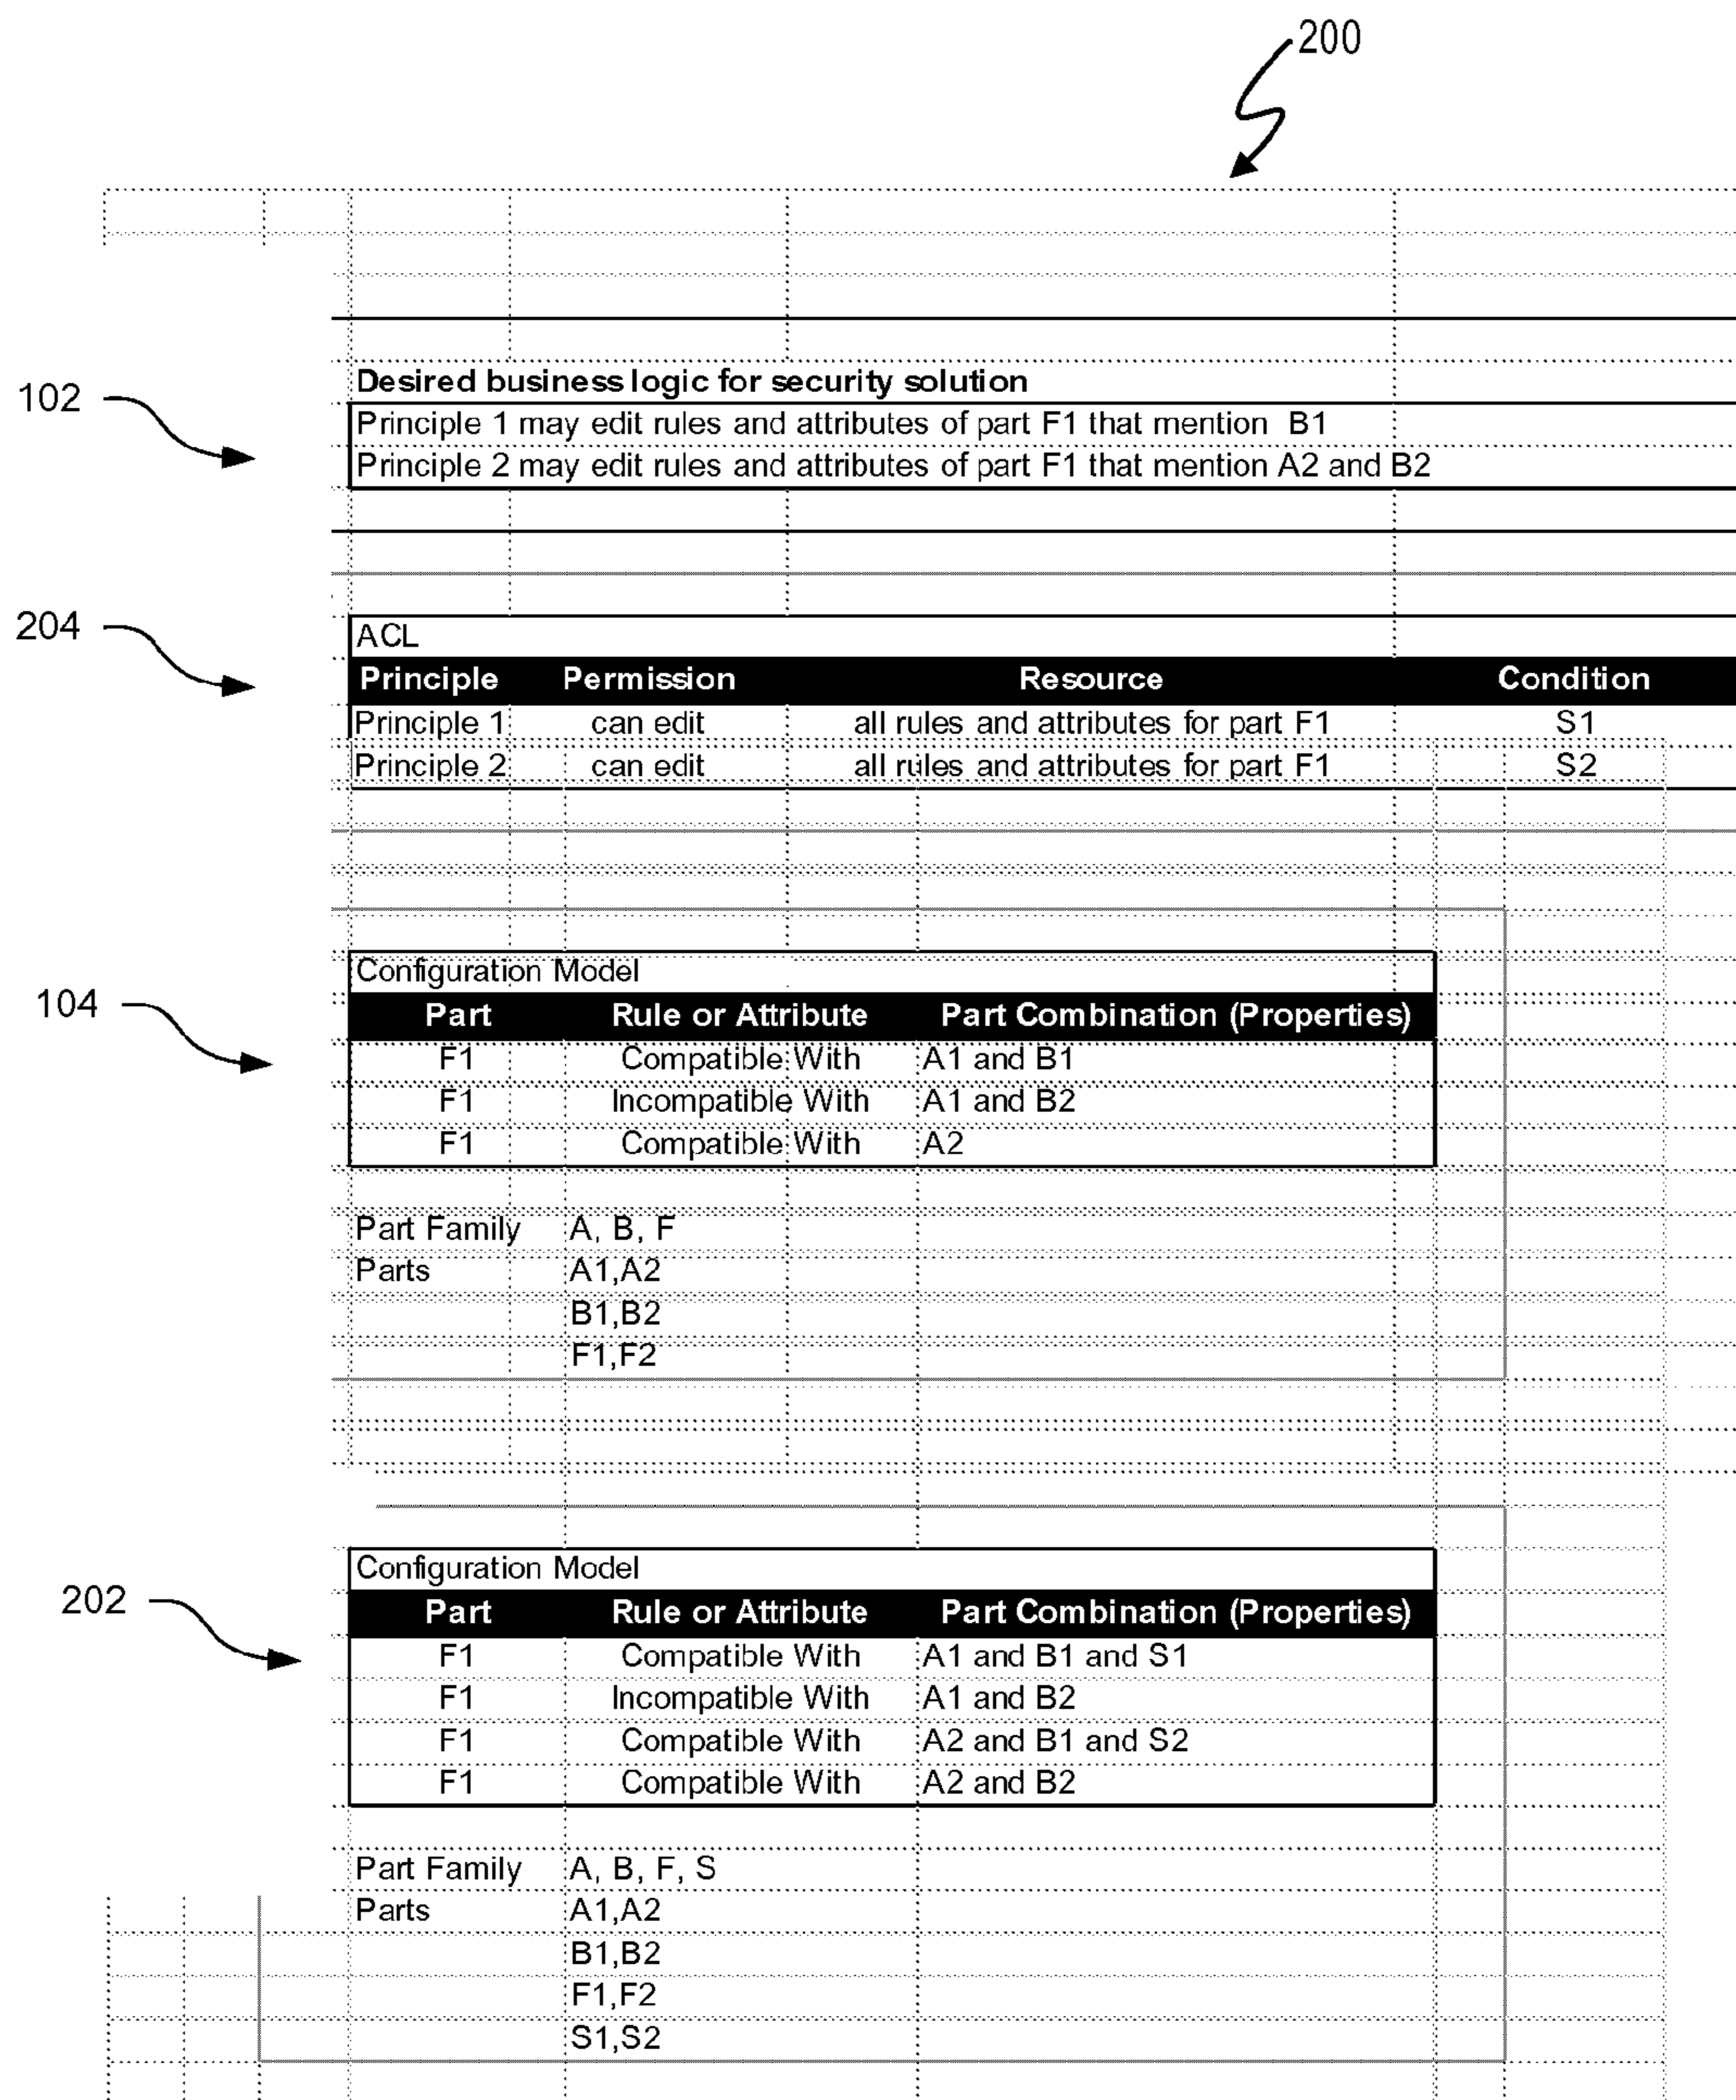 200
102
Desired business logic for security solution
Principle 1 may edit rules and attributes of part F1 that mention B1
Principle 2 may edit rules and attributes of part F1 that mention A2 and B2
204
ACL
Principle Permission Resource Condition
Principle 1 can edit all rules and attributes for part F1 S1
Principle 2 can edit all rules and attributes for part F1 S2
104
Configuration Model
Part Rule or Attribute Part Combination (Properties)
F1 Compatible With A1 and B1
F1 Incompatible With A1 and B2
F1 Compatible With A2
Part Family A, B, F
Parts A1,A2
B1,B2
F1,F2
202
Configuration Model
Part Rule or Attribute Part Combination (Properties)
F1 Compatible With A1 and B1 and S1
F1 Incompatible With A1 and B2
F1 Compatible With A2 and B1 and S2
F1 Compatible With A2 and B2
Part Family A, B, F, S
Parts A1,A2
B1,B2
F1,F2
S1,S2